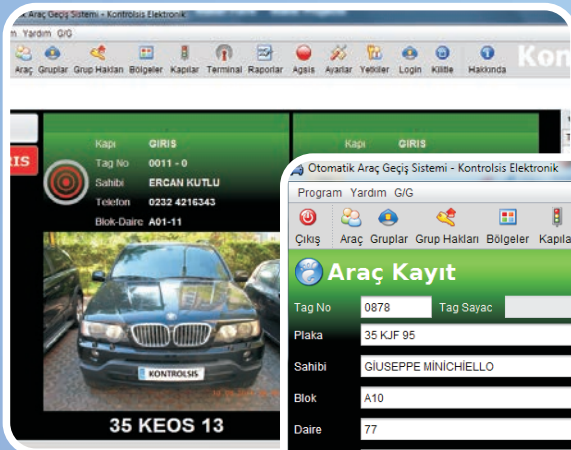 Araç Geçiş Sistemi - Kontrolsis Elektronik
Yardım G/G
Araç Gruplar Grup Hakları Bölgeler Kapılar Terminal Raporlar Agsis Ayarlar Yetkiler Login Kilitle Hakkında
Kon
Kapı GIRIS
Tag No 0011 - 0
Sahibi ERCAN KUTLU
Telefon 0232 4216343
Blok-Daire A01-11
Kapı GIRIS
RIS
KONTROLSIS
35 KEOS 13
Otomatik Araç Geçiş Sistemi - Kontrolsis Elektronik
Program Yardım G/G
Çıkış Araç Gruplar Grup Hakları Bölgeler Kapıla
Araç Kayıt
Tag No 0878 Tag Sayac
Plaka 35 KJF 95
Sahibi GİUSEPPE MİNİCHİELLO
Blok A10
Daire 77